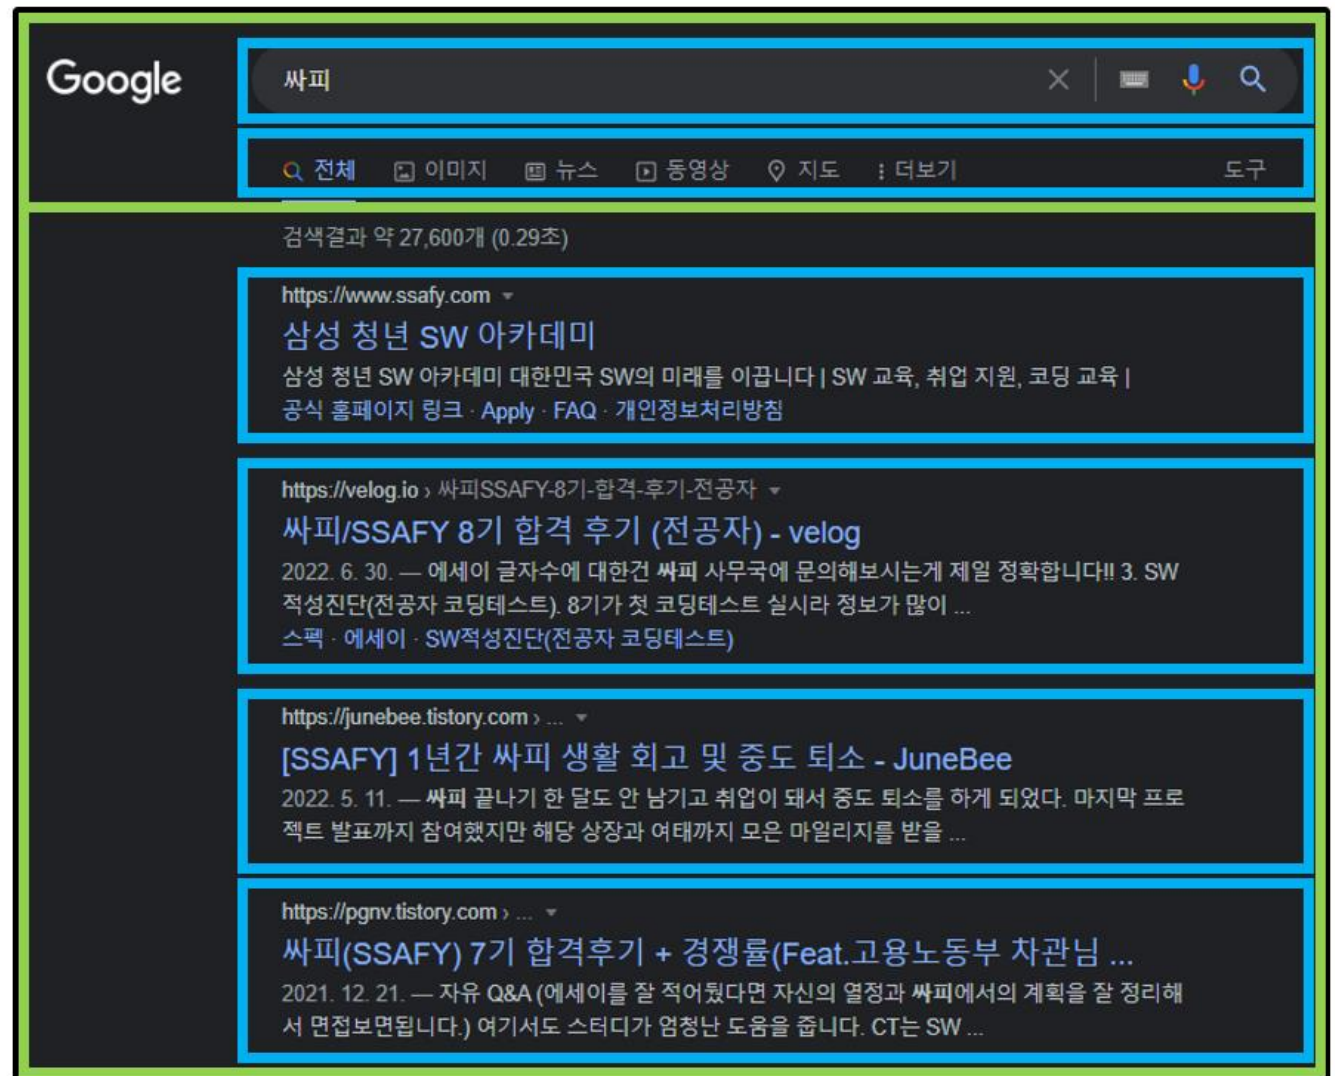 Google
싸피
전체 이미지 뉴스 동영상 지도 더보기 도구
검색결과 약 27,600개 (0.29초)
https://www.ssafy.com
삼성 청년 SW 아카데미
삼성 청년 SW 아카데미 대한민국 SW의 미래를 이끕니다 | SW 교육, 취업 지원, 코딩 교육 |
공식 홈페이지 링크 · Apply · FAQ · 개인정보처리방침
https://velog.io › 싸피SSAFY-8기-합격-후기-전공자
싸피/SSAFY 8기 합격 후기 (전공자) - velog
2022. 6. 30. — 에세이 글자수에 대한건 싸피 사무국에 문의해보시는게 제일 정확합니다!! 3. SW
적성진단(전공자 코딩테스트). 8기가 첫 코딩테스트 실시라 정보가 많이 ...
스펙 · 에세이 · SW적성진단(전공자 코딩테스트)
https://junebee.tistory.com › ...
[SSAFY] 1년간 싸피 생활 회고 및 중도 퇴소 - JuneBee
2022. 5. 11. — 싸피 끝나기 한 달도 안 남기고 취업이 돼서 중도 퇴소를 하게 되었다. 마지막 프로
젝트 발표까지 참여했지만 해당 상장과 여태까지 모은 마일리지를 받을 ...
https://pgnv.tistory.com › ...
싸피(SSAFY) 7기 합격후기 + 경쟁률(Feat.고용노동부 차관님 ...
2021. 12. 21. — 자유 Q&A (에세이를 잘 적어뒀다면 자신의 열정과 싸피에서의 계획을 잘 정리해
서 면접보면됩니다.) 여기서도 스터디가 엄청난 도움을 줍니다. CT는 SW ...